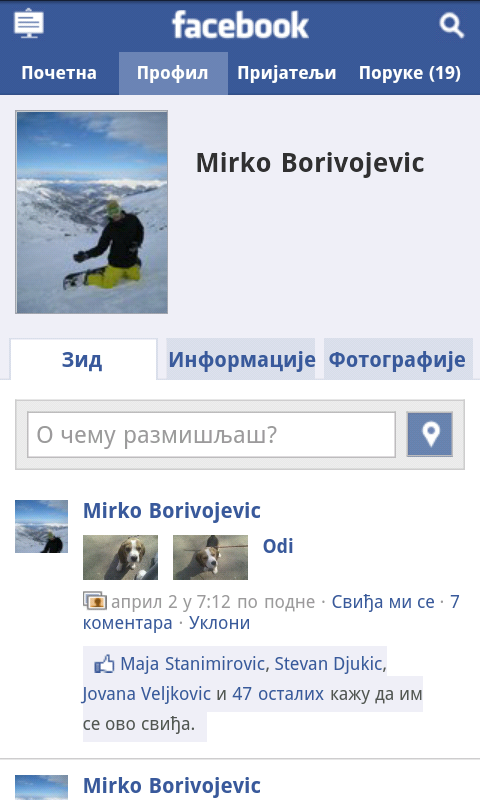 facebook
Почетна Профил Пријатељи Поруке (19)
Mirko Borivojevic
Зид Информације Фотографије
О чему размишљаш?
Mirko Borivojevic
Odi
април 2 у 7:12 по подне · Свиђа ми се · 7
коментара · Уклони
Maja Stanimirovic, Stevan Djukic,
Jovana Veljkovic и 47 осталих кажу да им
се ово свиђа.
Mirko Borivojevic